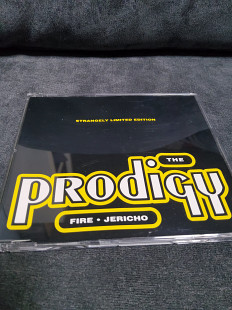 STRANGELY LIMITED EDITION
THE
PRODIGY
FIRE • JERICHO